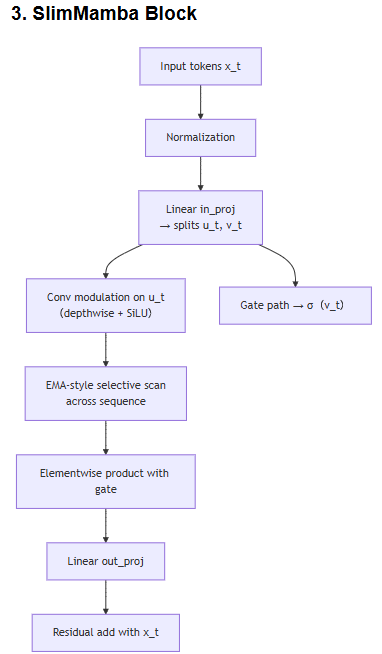 3. SlimMamba Block
Input tokens x_t
Normalization
Linear in_proj
→ splits u_t, v_t
Conv modulation on u_t
(depthwise + SiLU)
Gate path → σ (v_t)
EMA-style selective scan
across sequence
Elementwise product with
gate
Linear out_proj
Residual add with x_t